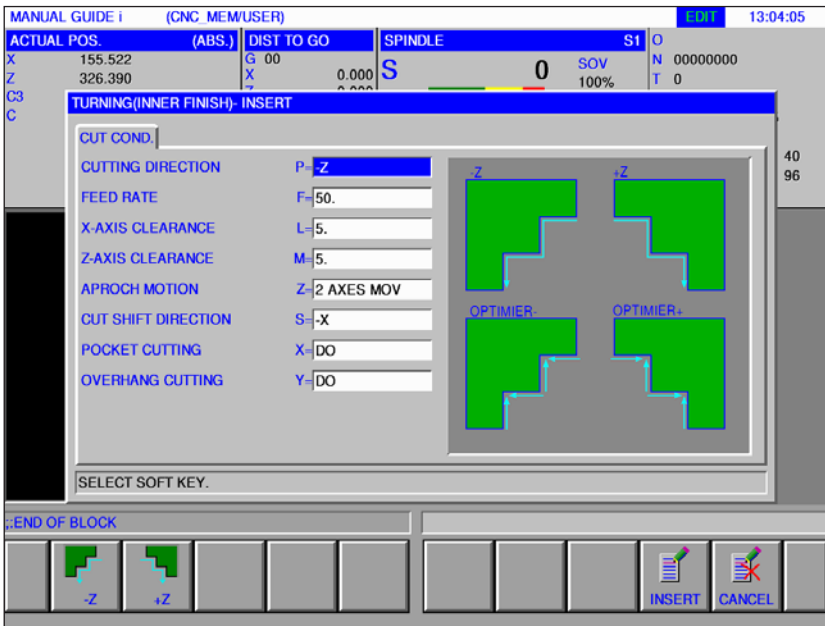 MANUAL GUIDE i (CNC_MEM/USER) EDIT 13:04:05
ACTUAL POS. (ABS.) DIST TO GO SPINDLE S1 O
X 155.522 G 00 S 0 SOV N 00000000
Z 326.390 X 0.000 100% T 0
C3
C
TURNING(INNER FINISH)- INSERT
CUT COND.
CUTTING DIRECTION P=-Z
FEED RATE F=50.
X-AXIS CLEARANCE L=5.
Z-AXIS CLEARANCE M=5.
APROCH MOTION Z=2 AXES MOV
CUT SHIFT DIRECTION S=-X
POCKET CUTTING X=DO
OVERHANG CUTTING Y=DO
-Z +Z
OPTIMIER- OPTIMIER+
40
96
SELECT SOFT KEY.
;:END OF BLOCK
-Z +Z INSERT CANCEL